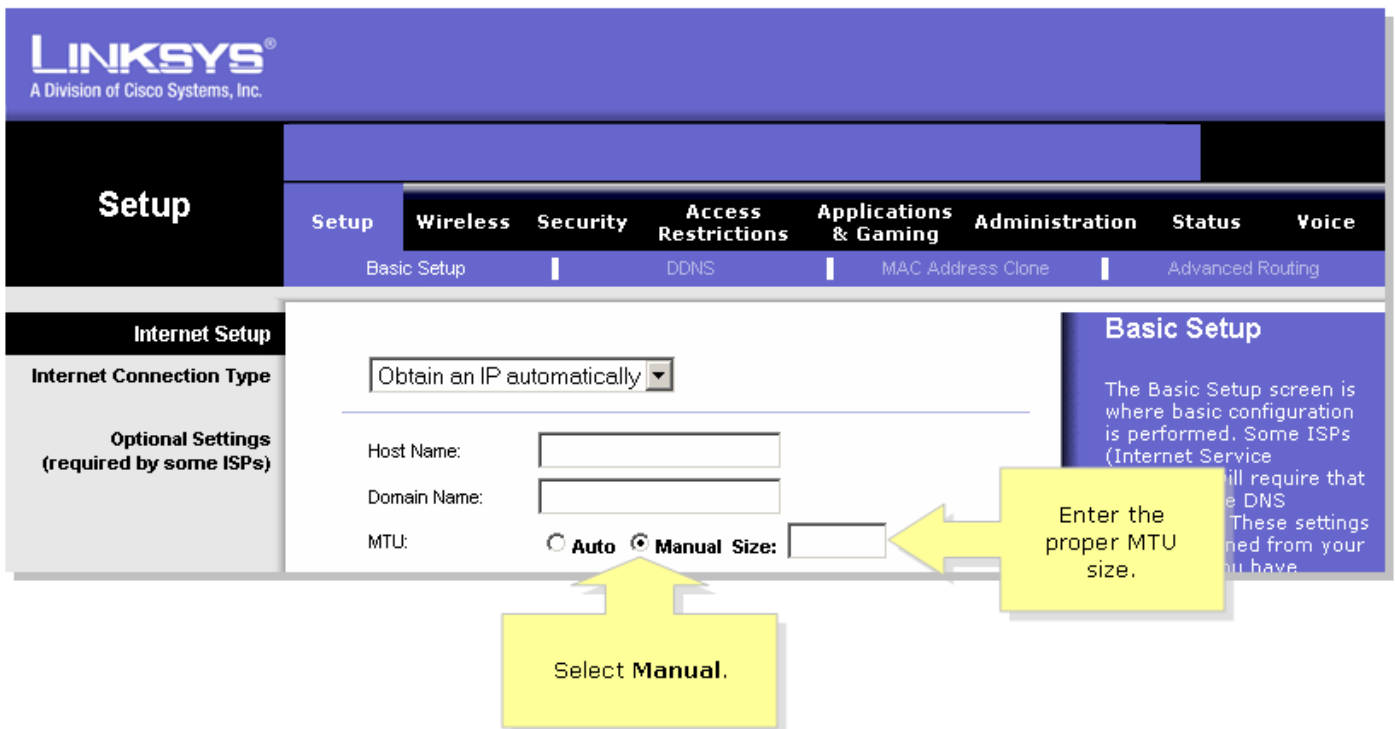 LINKSYS®
A Division of Cisco Systems, Inc.
Setup
Setup
Wireless
Security
Access
Restrictions
Applications
& Gaming
Administration
Status
Voice
Basic Setup
DDNS
MAC Address Clone
Advanced Routing
Internet Setup
Internet Connection Type
Obtain an IP automatically
Optional Settings
(required by some ISPs)
Host Name:
Domain Name:
MTU:
Auto
Manual
Size:
Enter the
proper MTU
size.
Select Manual.
Basic Setup
The Basic Setup screen is
where basic configuration
is performed. Some ISPs
(Internet Service
ill require that
e DNS
These settings
ned from your
u have